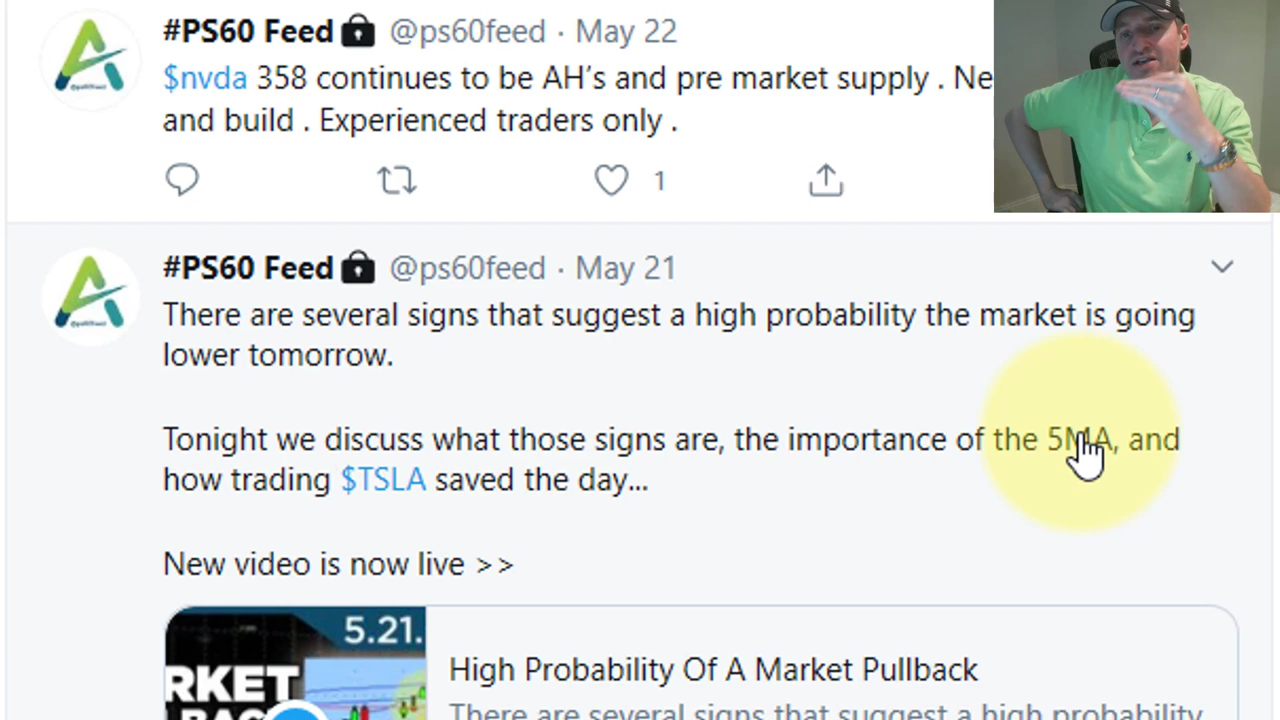 #PS60 Feed @ps60feed · May 22
$nvda 358 continues to be AH's and pre market supply . Ne
and build . Experienced traders only .
1
#PS60 Feed @ps60feed · May 21
There are several signs that suggest a high probability the market is going
lower tomorrow.
Tonight we discuss what those signs are, the importance of the 5MA, and
how trading $TSLA saved the day...
New video is now live >>
5.21.
RKET
BAC
High Probability Of A Market Pullback
There are several signs that suggest a high probability